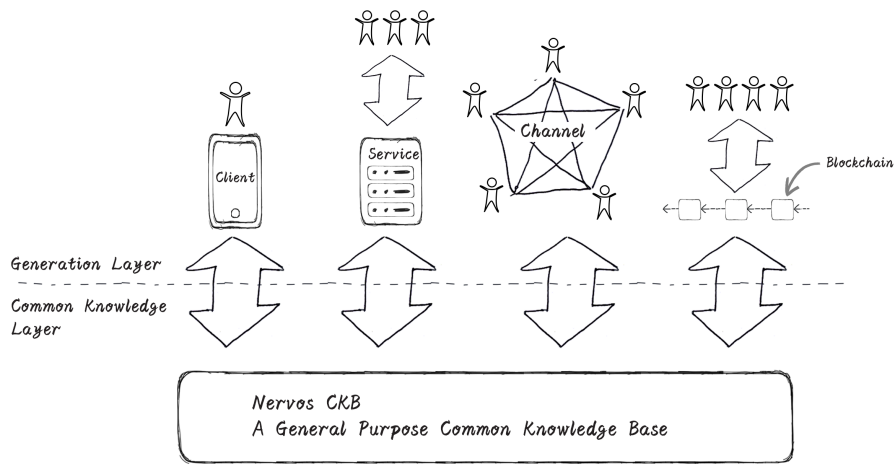 Client
Service
Channel
Blockchain
Generation Layer
Common Knowledge
Layer
Nervos CKB
A General Purpose Common Knowledge Base